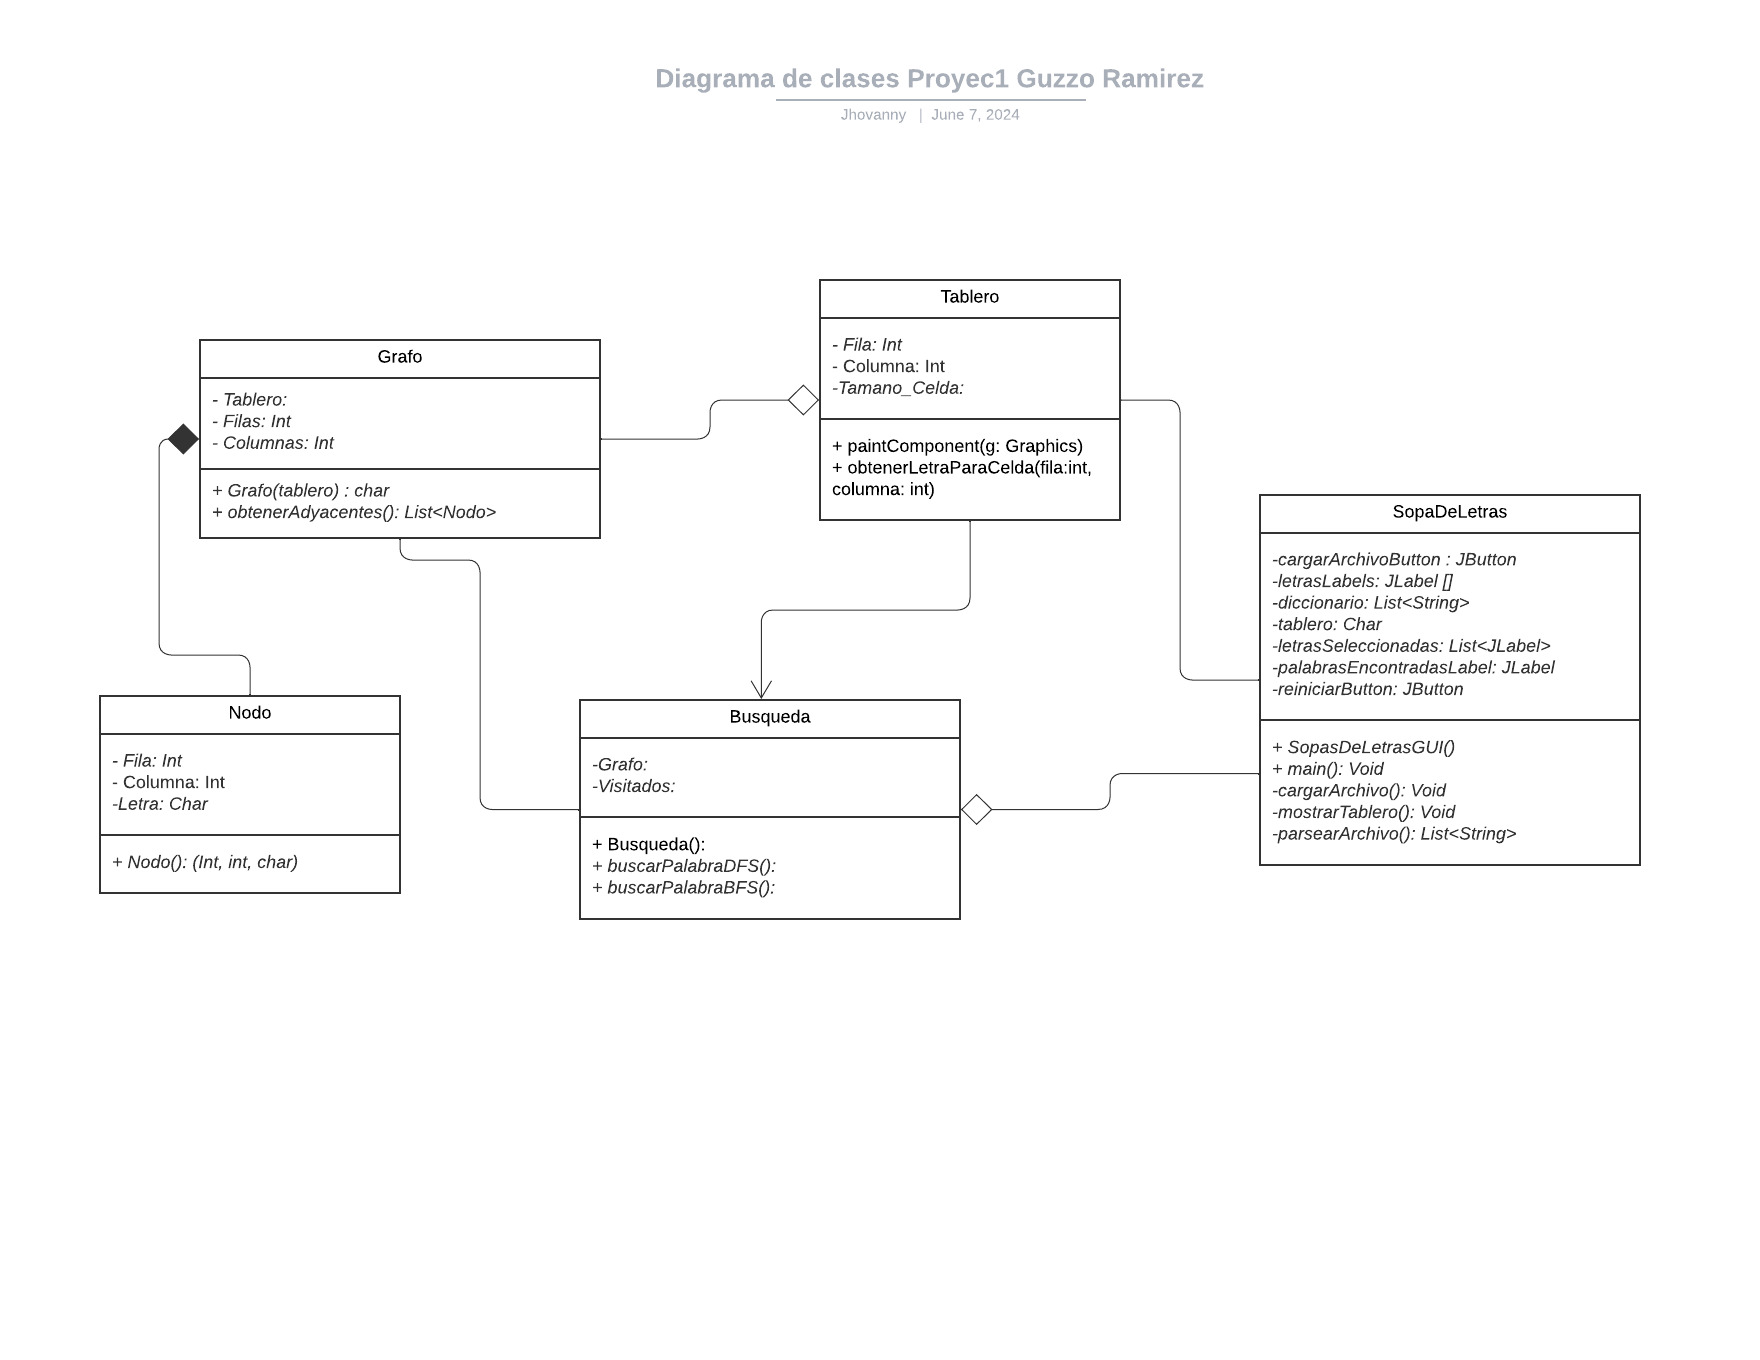 Diagrama de clases Proyec1 Guzzo Ramirez
Jhovanny | June 7, 2024
Tablero
- Fila: Int
- Columna: Int
-Tamano_Celda:
+ paintComponent(g: Graphics)
+ obtenerLetraParaCelda(fila:int,
columna: int)
Grafo
- Tablero:
- Filas: Int
- Columnas: Int
+ Grafo(tablero) : char
+ obtenerAdyacentes(): List<Nodo>
SopaDeLetras
-cargarArchivoButton : JButton
-letrasLabels: JLabel []
-diccionario: List<String>
-tablero: Char
-letrasSeleccionadas: List<JLabel>
-palabrasEncontradasLabel: JLabel
-reiniciarButton: JButton
+ SopasDeLetrasGUI()
+ main(): Void
-cargarArchivo(): Void
-mostrarTablero(): Void
-parsearArchivo(): List<String>
Nodo
- Fila: Int
- Columna: Int
-Letra: Char
+ Nodo(): (Int, int, char)
Busqueda
-Grafo:
-Visitados:
+ Busqueda():
+ buscarPalabraDFS():
+ buscarPalabraBFS():